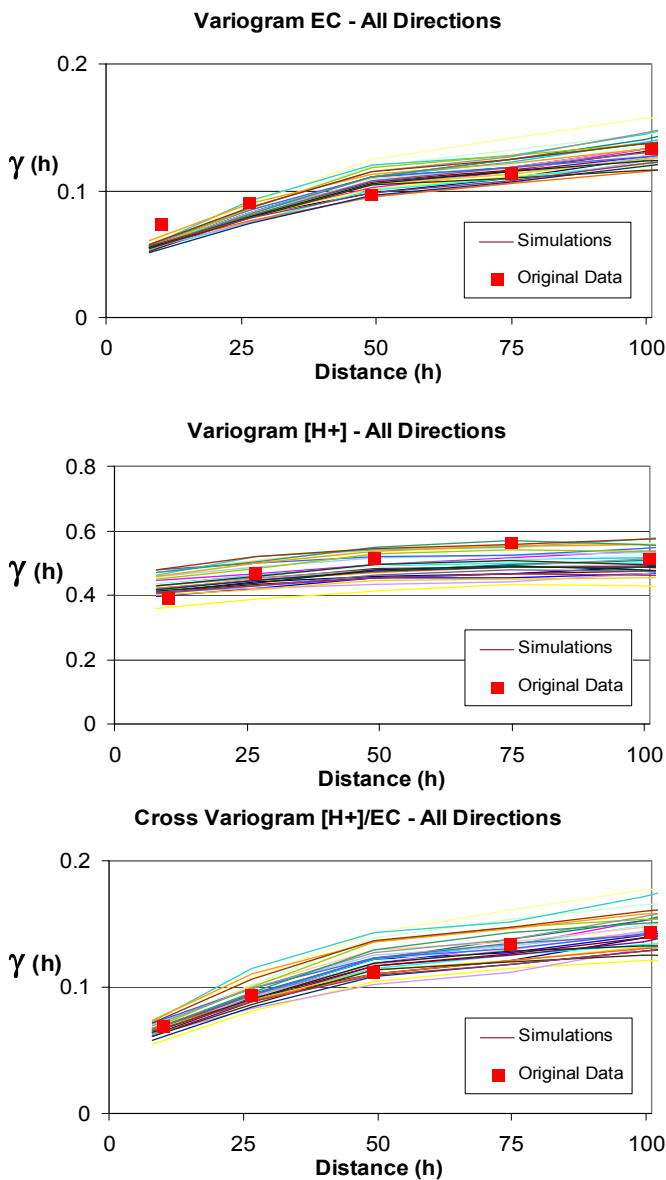 Variogram EC - All Directions
0.2
0.1
0
γ (h)
0 25 50 75 100
Distance (h)
Simulations
Original Data
Variogram [H+] - All Directions
0.8
0.6
0.4
0.2
0
γ (h)
0 25 50 75 100
Distance (h)
Simulations
Original Data
Cross Variogram [H+]/EC - All Directions
0.2
0.1
0
γ (h)
0 25 50 75 100
Distance (h)
Simulations
Original Data